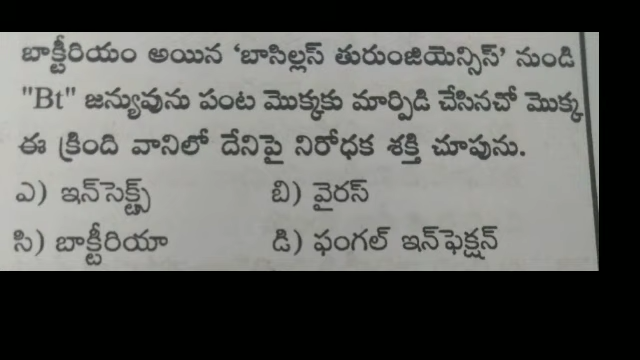 బాక్టీరియం అయిన 'బాసిల్లస్ తురుంజియెన్సిస్' నుండి
"Bt" జన్యువును పంట మొక్కకు మార్పిడి చేసినచో మొక్క
ఈ క్రింది వానిలో దేనిపై నిరోధక శక్తి చూపును.
ఎ) ఇన్‌సెక్ట్స్ బి) వైరస్
సి) బాక్టీరియా డి) ఫంగల్ ఇన్‌ఫెక్షన్